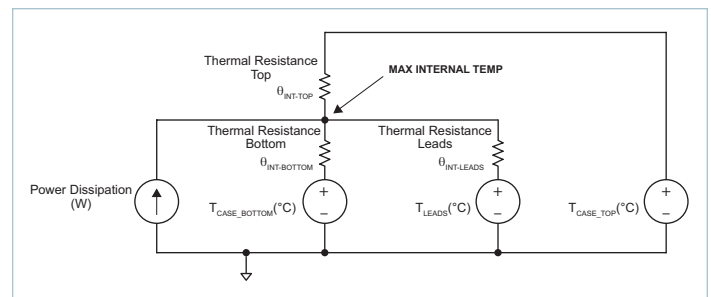 Thermal Resistance
Top
θINT-TOP
MAX INTERNAL TEMP
Thermal Resistance
Bottom
θINT-BOTTOM
Thermal Resistance
Leads
θINT-LEADS
Power Dissipation
(W)
+
–
TCASE_BOTTOM(°C)
+
–
TLEADS(°C)
+
–
TCASE_TOP(°C)